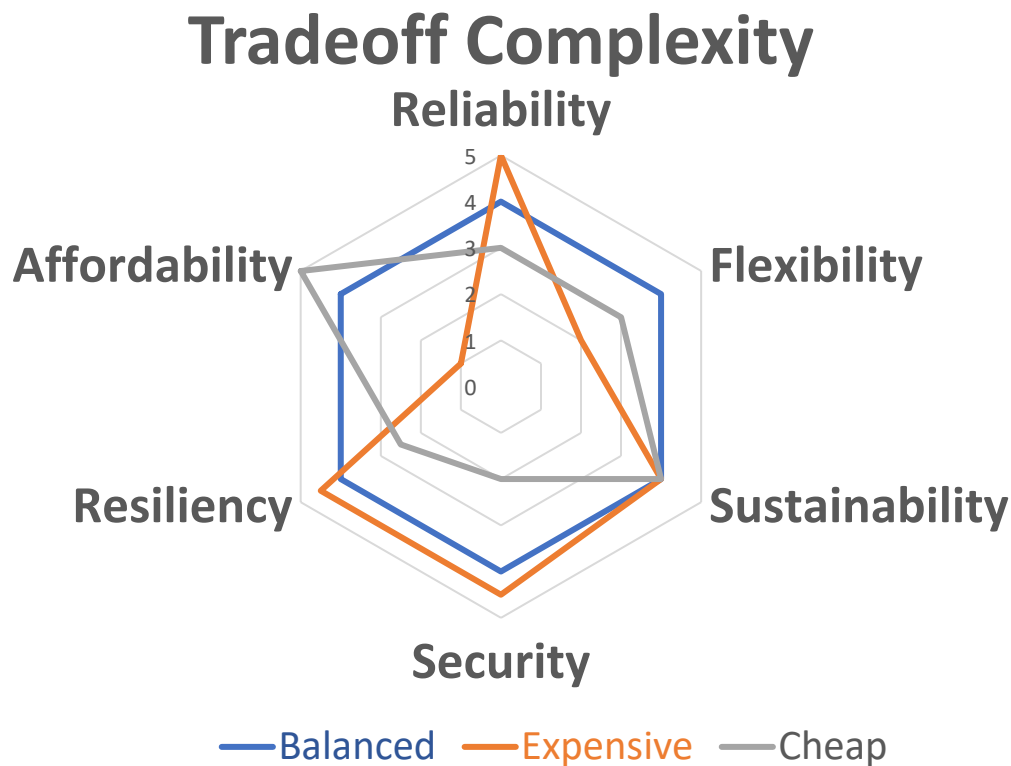 Tradeoff Complexity
Reliability
5
4
Affordability
3
Flexibility
2
1
0
Resiliency
Sustainability
Security
Balanced Expensive Cheap